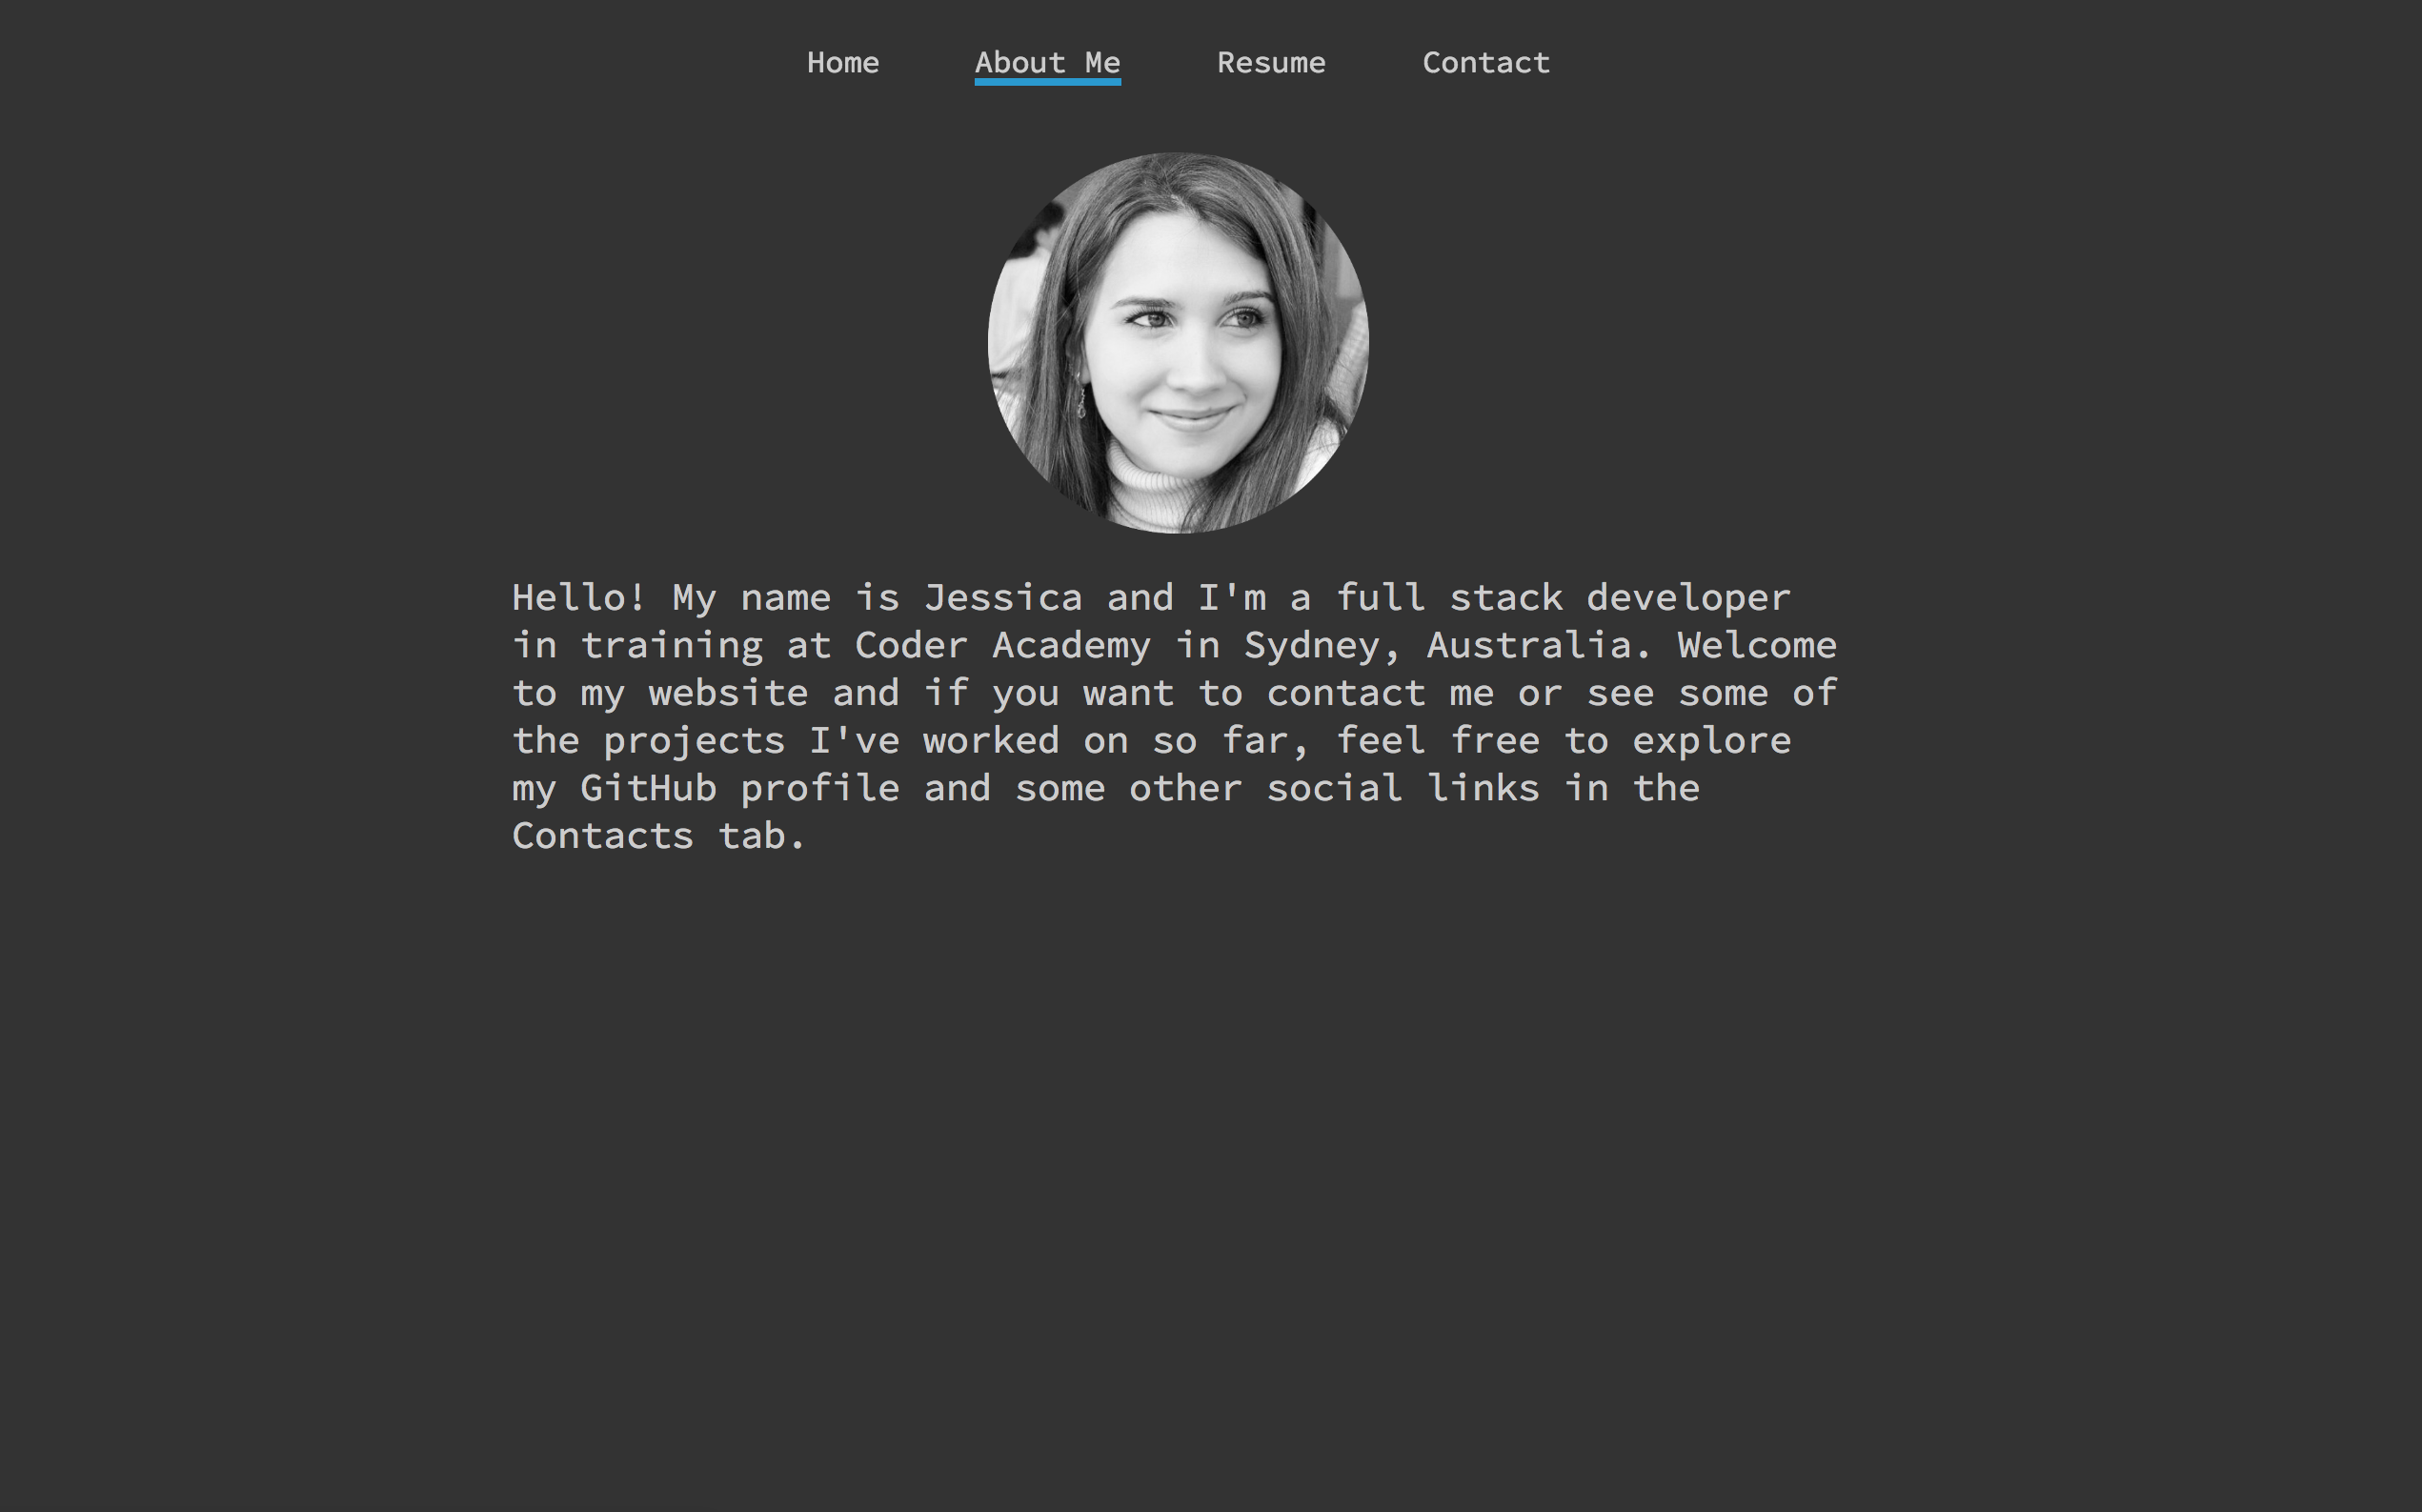 Home About Me Resume Contact
Hello! My name is Jessica and I'm a full stack developer
in training at Coder Academy in Sydney, Australia. Welcome
to my website and if you want to contact me or see some of
the projects I've worked on so far, feel free to explore
my GitHub profile and some other social links in the
Contacts tab.